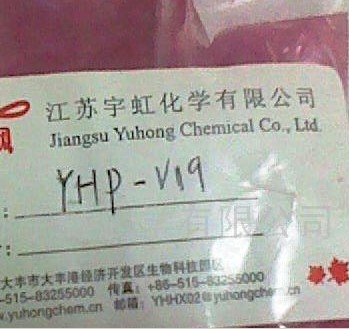 江苏宇虹化学有限公司
Jiangsu Yuhong Chemical Co., Ltd.
: YHP-V19
有限公司
:
大丰市大丰港经济开发区生物科技园区
-515-83255000 传真: +86-515-83255000
w.yuhongchem.cn 邮箱: YHHX02@yuhongchem.cn